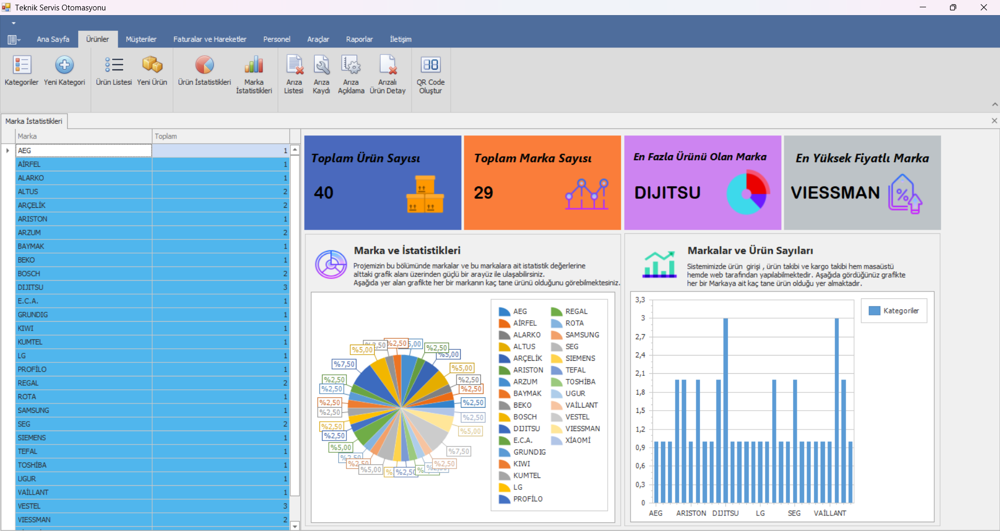 Teknik Servis Otomasyonu
Ana Sayfa
Ürünler
Müşteriler
Faturalar ve Hareketler
Personel
Araçlar
Raporlar
İletişim
Kategoriler
Yeni Kategori
Ürün Listesi
Yeni Ürün
Ürün İstatistikleri
Marka
İstatistikleri
Arıza
Listesi
Arıza
Kaydı
Arıza
Açıklama
Arızalı
Ürün Detay
QR Code
Oluştur
Marka İstatistikleri
Marka Toplam
AEG 1
AİRFEL 1
ALARKO 1
ALTUS 2
ARÇELİK 2
ARISTON 1
ARZUM 2
BAYMAK 1
BEKO 1
BOSCH 2
DIJITSU 3
E.C.A. 1
GRUNDIG 1
KIWI 1
KUMTEL 1
LG 1
PROFİLO 1
REGAL 2
ROTA 1
SAMSUNG 1
SEG 2
SIEMENS 1
TEFAL 1
TOSHİBA 1
UGUR 1
VAİLLANT 1
VESTEL 3
VIESSMAN 2
Toplam Ürün Sayısı
40
Toplam Marka Sayısı
29
En Fazla Ürünü Olan Marka
DIJITSU
En Yüksek Fiyatlı Marka
VIESSMAN
Marka ve İstatistikleri
Projemizin bu bölümünde markalar ve bu markalara ait istatistik değerlerine
alttaki grafik alanı üzerinden güçlü bir arayüz ile ulaşabilirsiniz.
Aşağıda yer alan grafikte her bir markanın kaç tane ürünü olduğunu görebilmektesiniz.
%2,50
%2,50
%5,00
%5,00
%7,50
%5,00
%2,50
%2,50
%2,50
%2,50
%2,50
%2,50
%2,50
%2,50
%2,50
%2,50
%5,00
%5,00
%7,50
%5,00
%2,50
%2,50
%2,50
AEG
AİRFEL
ALARKO
ALTUS
ARÇELİK
ARISTON
ARZUM
BAYMAK
BEKO
BOSCH
DIJITSU
E.C.A.
GRUNDIG
KIWI
KUMTEL
LG
PROFİLO
REGAL
ROTA
SAMSUNG
SEG
SIEMENS
TEFAL
TOSHİBA
UGUR
VAİLLANT
VESTEL
VIESSMAN
XİAOMİ
Markalar ve Ürün Sayıları
Sistemimizde ürün girişi , ürün takibi ve kargo takibi hem masaüstü
hemde web tarafından yapılabilmektedir. Aşağıda gördüğünüz grafikte
her bir Markaya ait kaç tane ürün olduğu yer almaktadır.
3,3
3
2,7
2,4
2,1
1,8
1,5
1,2
0,9
0,6
0,3
0
AEG ARISTON DIJITSU LG SEG VAİLLANT
Kategoriler